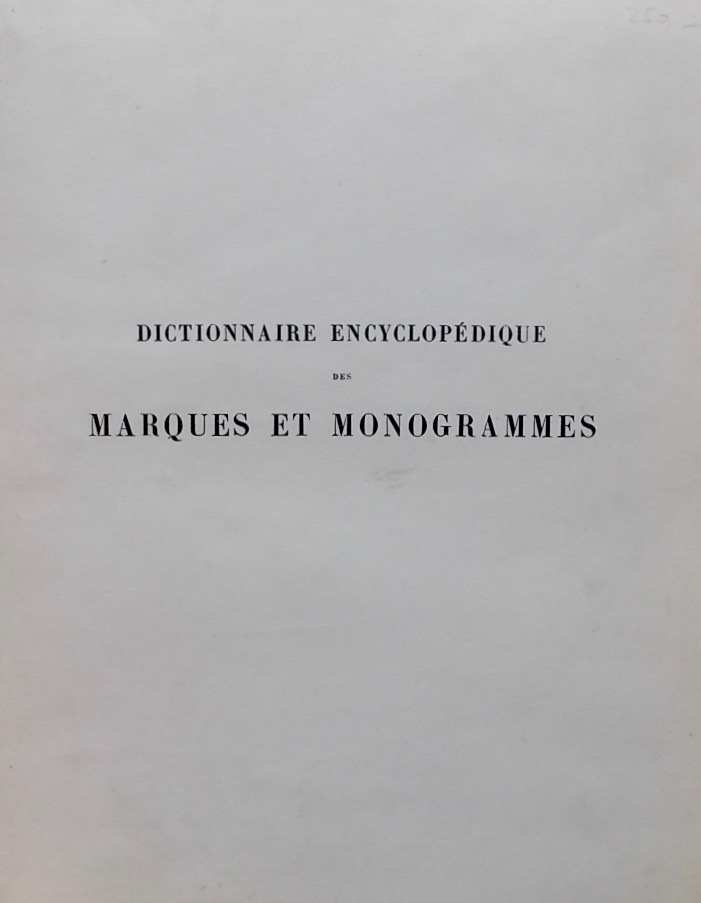 DICTIONNAIRE ENCYCLOPÉDIQUE
DES
MARQUES ET MONOGRAMMES